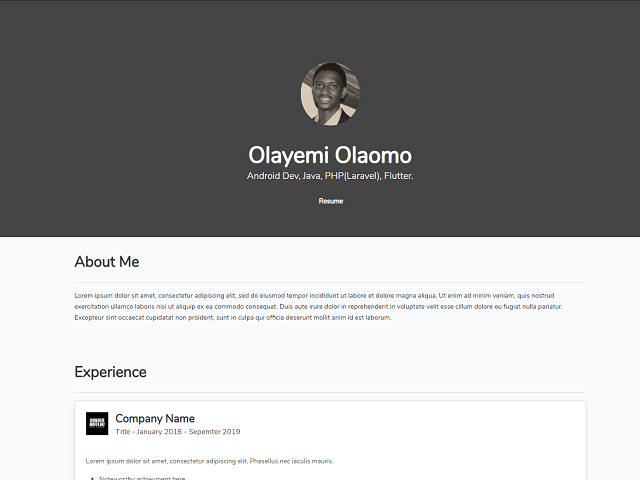 Olayemi Olaomo
Android Dev, Java, PHP(Laravel), Flutter.
Resume
About Me
Lorem ipsum dolor sit amet, consectetur adipiscing elit, sed do eiusmod tempor incididunt ut labore et dolore magna aliqua. Ut enim ad minim veniam, quis nostrud
exercitation ullamco laboris nisi ut aliquip ex ea commodo consequat. Duis aute irure dolor in reprehenderit in voluptate velit esse cillum dolore eu fugiat nulla pariatur.
Excepteur sint occaecat cupidatat non proident, sunt in culpa qui officia deserunt mollit anim id est laborum.
Experience
DUNDER
MIFFLIN
Company Name
Title - January 2018 - Sepemter 2019
Lorem ipsum dolor sit amet, consectetur adipiscing elit. Phasellus nec iaculis mauris.
Noteworthy achievment here